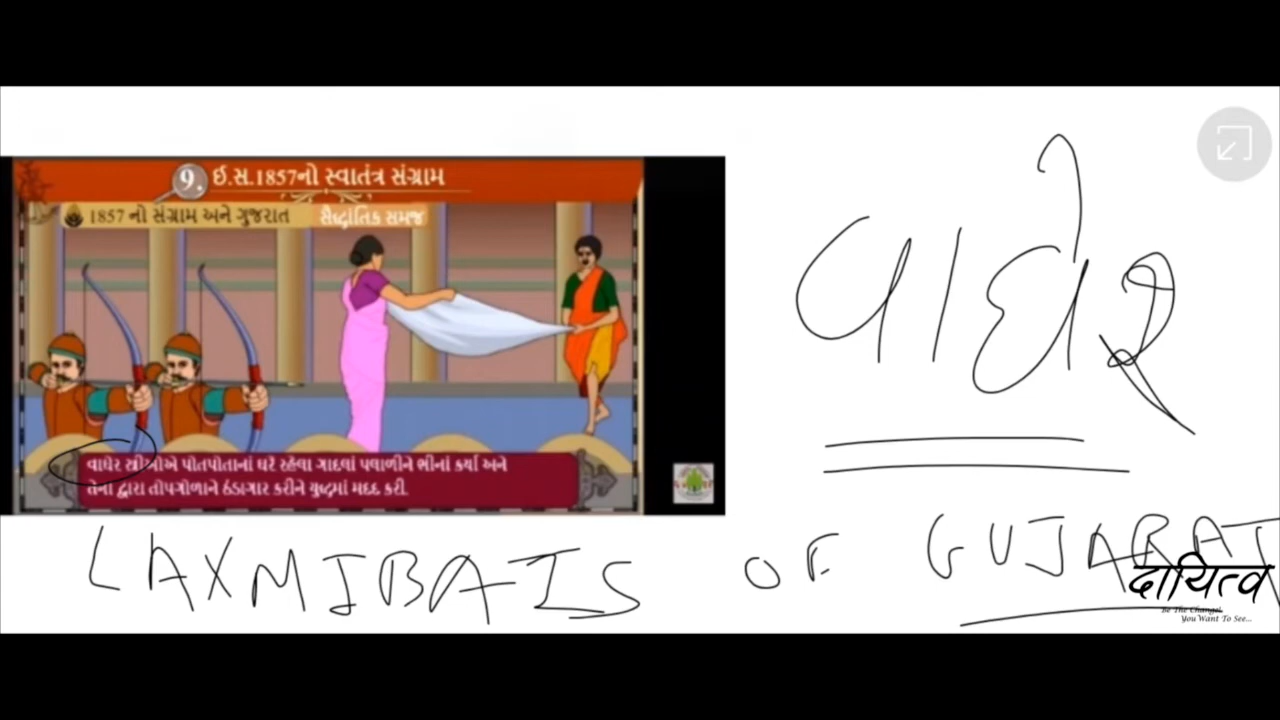 9. ઈ.સ.1857નો સ્વાતંત્ર સંગ્રામ
1857 નો સંગ્રામ અને ગુજરાત સૈધ્ધાંતિક સમજ
વાઘેર સ્ત્રીઓએ પોતપોતાનાં ઘરે રહેલા ગાદલાં પલાળીને ભીનાં કર્યા અને
તેના દ્વારા તોપગોળાને ઠંડાગાર કરીને યુદ્ધમાં મદદ કરી.
વાઘેર
LAXMIBAIS OF GUJARAT
दायित्व
Be The Change!
You Want To See...